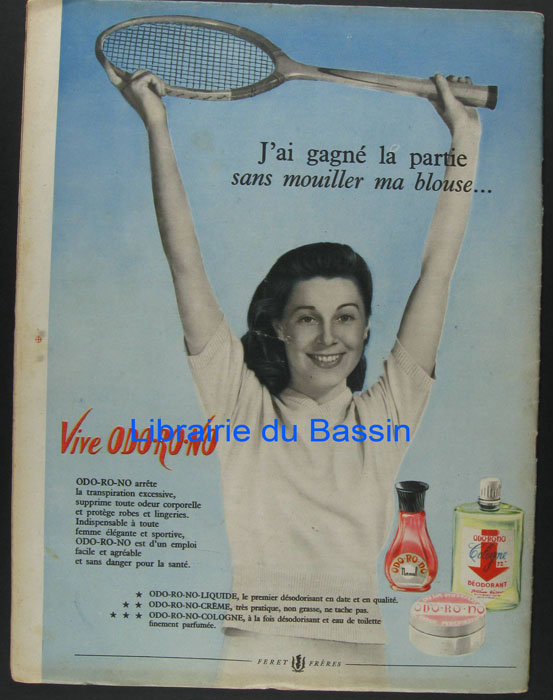 J'ai gagné la partie
sans mouiller ma blouse...
Vive ODO-RO-NÓ
Librairie du Bassin
ODO-RO-NO arrête
la transpiration excessive,
supprime toute odeur corporelle
et protège robes et lingeries.
Indispensable à toute
femme élégante et sportive,
ODO-RO-NO est d'un emploi
facile et agréable
et sans danger pour la santé.
ODO-RO-NO
Normal
ODO-RO-NO
Cologne
DÉODORANT
ODO-RO-NO
★ ODO-RO-NO-LIQUIDE, le premier désodorisant en date et en qualité.
★ ★ ODO-RO-NO-CRÈME, très pratique, non grasse, ne tache pas.
★ ★ ★ ODO-RO-NO-COLOGNE, à la fois désodorisant et eau de toilette
finement parfumée.
FERET FRÈRES